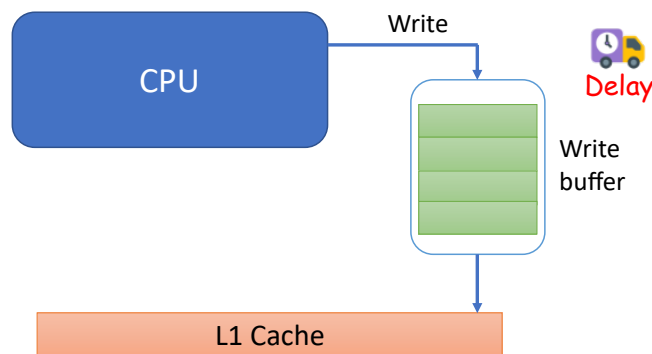 Write
CPU
Delay
Write
buffer
L1 Cache